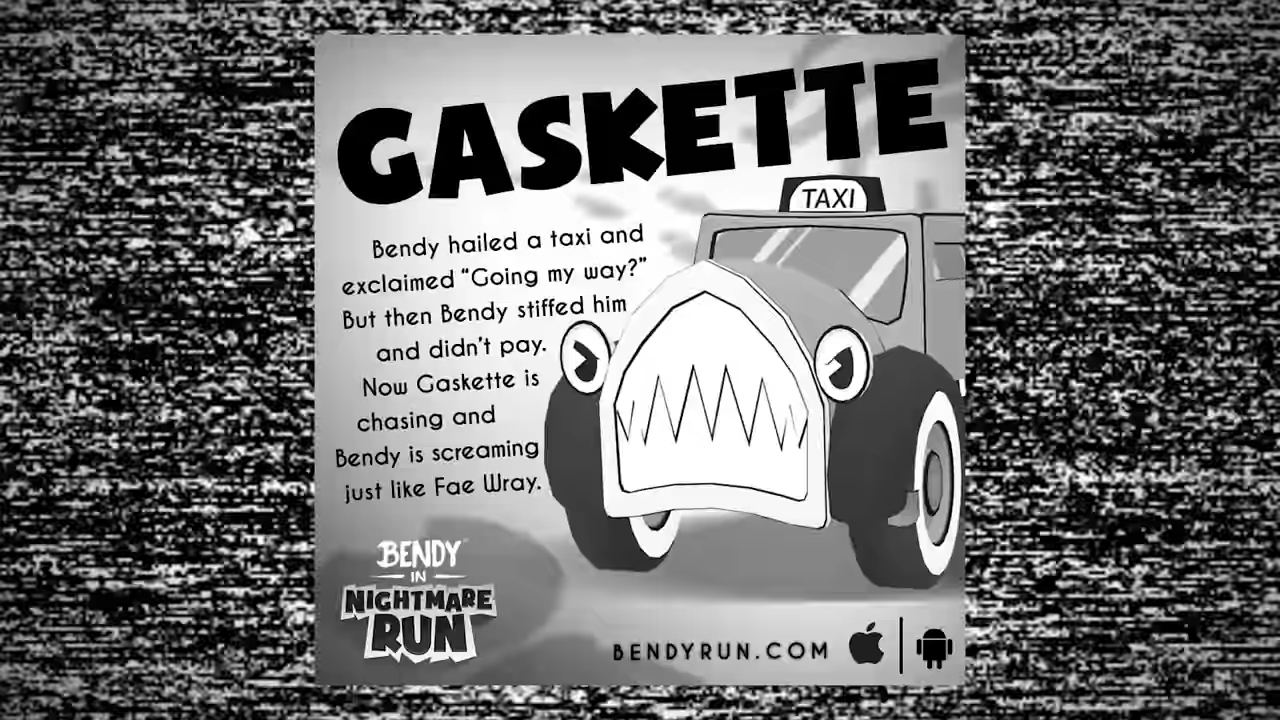 GASKETTE
TAXI
Bendy hailed a taxi and
exclaimed “Going my way?”
But then Bendy stiffed him
and didn't pay.
Now Gaskette is
chasing and
Bendy is screaming
just like Fae Wray.
BENDY
IN
NIGHTMARE
RUN
BENDYRUN.COM